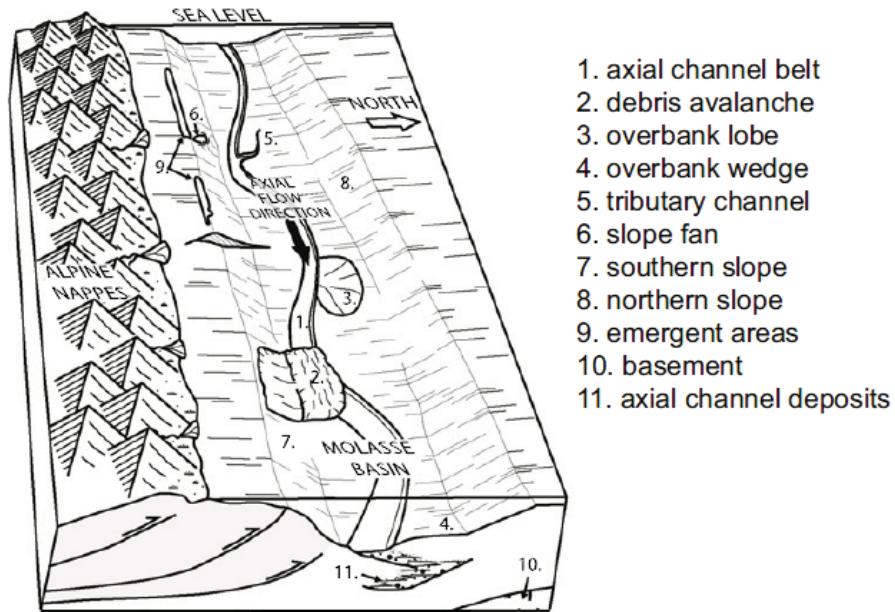 SEA LEVEL
NORTH
6.
5.
9.
8.
AXIAL
FLOW
DIRECTION
ALPINE
NAPPES
3.
1.
2.
7.
MOLASSE
BASIN
4.
11.
10.
1. axial channel belt
2. debris avalanche
3. overbank lobe
4. overbank wedge
5. tributary channel
6. slope fan
7. southern slope
8. northern slope
9. emergent areas
10. basement
11. axial channel deposits